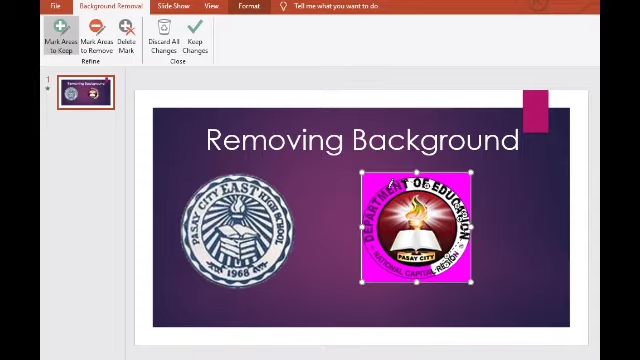 File
Background Removal
Slide Show
View
Format
Tell me what you want to do
Mark Areas to Keep
Mark Areas to Remove
Delete Mark
Discard All Changes
Keep Changes
Refine
Close
1
Removing Background
Removing Background
PASAY CITY EAST HIGH SCHOOL
1968
DEPARTMENT OF EDUCATION
PASAY CITY
NATIONAL CAPITAL REGION